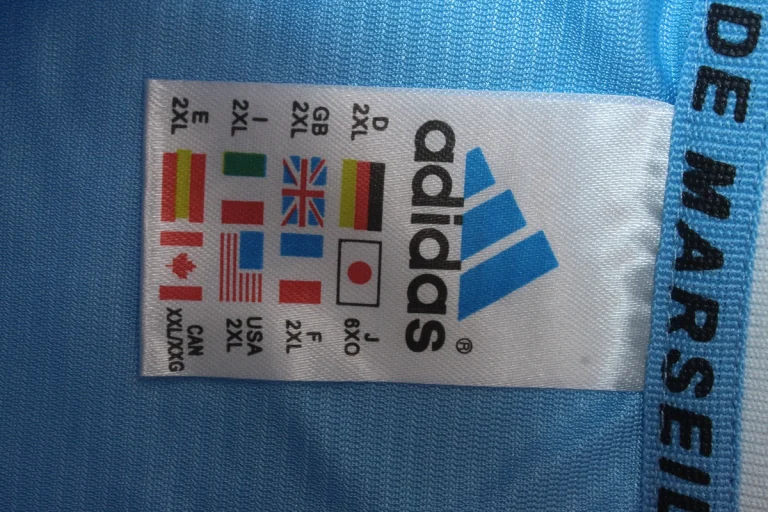 adidas®
D
2XL
J
6XO
GB
2XL
F
2XL
I
2XL
USA
2XL
E
2XL
CAN
XXL/XXG
DE MARSEIL